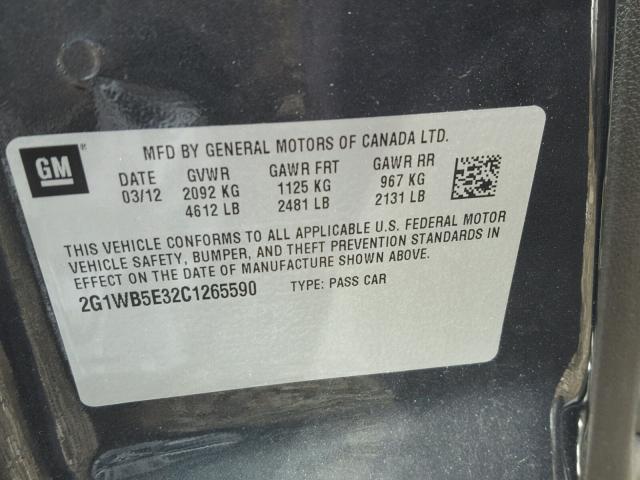 GM ®
MFD BY GENERAL MOTORS OF CANADA LTD.
DATE GVWR GAWR FRT GAWR RR
03/12 2092 KG 1125 KG 967 KG
4612 LB 2481 LB 2131 LB
THIS VEHICLE CONFORMS TO ALL APPLICABLE U.S. FEDERAL MOTOR
VEHICLE SAFETY, BUMPER, AND THEFT PREVENTION STANDARDS IN
EFFECT ON THE DATE OF MANUFACTURE SHOWN ABOVE.
2G1WB5E32C1265590 TYPE: PASS CAR